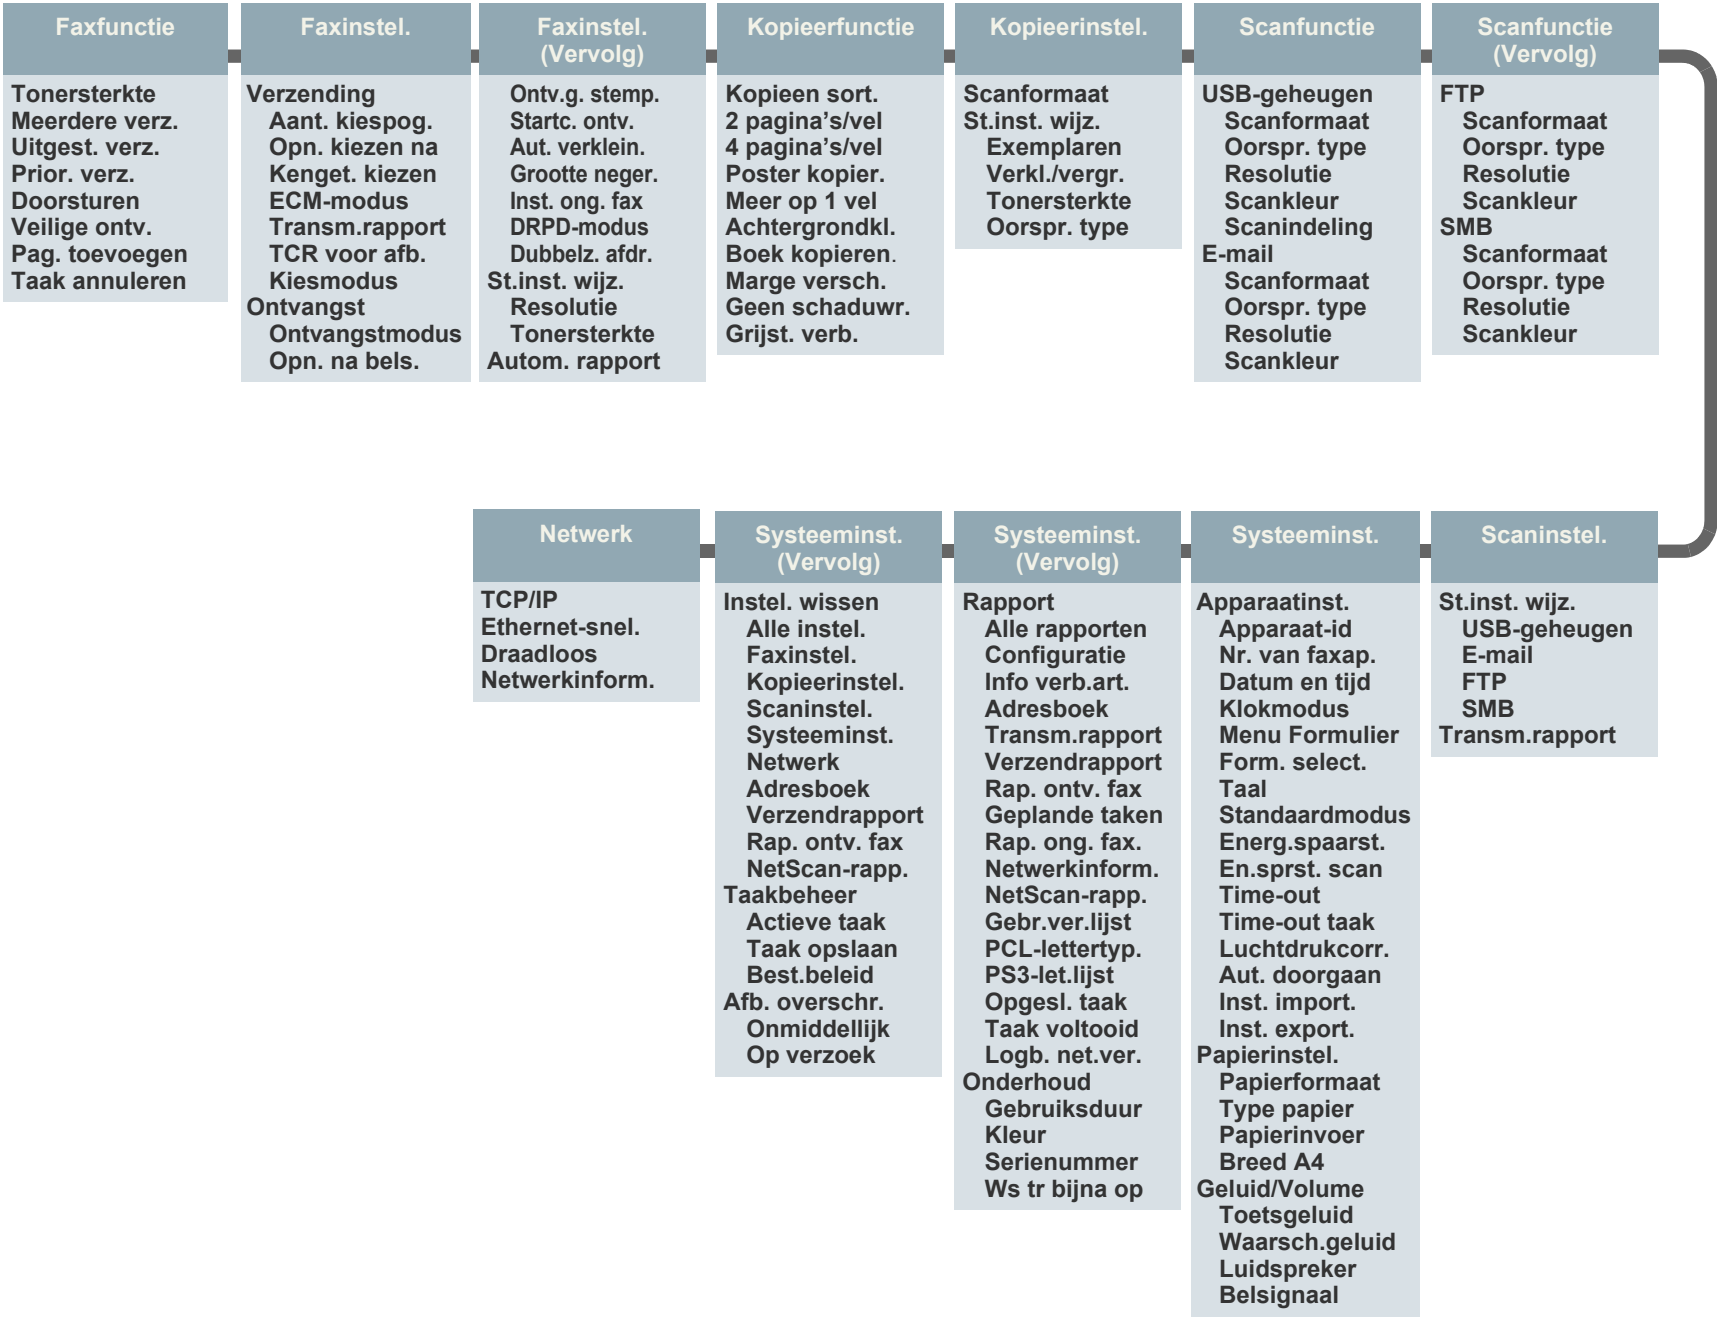 Faxfunctie
Tonersterkte
Meerdere verz.
Uitgest. verz.
Prior. verz.
Doorsturen
Veilige ontv.
Pag. toevoegen
Taak annuleren
Faxinstel.
Verzending
Aant. kiespog.
Opn. kiezen na
Kenget. kiezen
ECM-modus
Transm.rapport
TCR voor afb.
Kiesmodus
Ontvangst
Ontvangstmodus
Opn. na bels.
Faxinstel.
(Vervolg)
Ontv.g. stemp.
Startc. ontv.
Aut. verklein.
Grootte neger.
Inst. ong. fax
DRPD-modus
Dubbelz. afdr.
St.inst. wijz.
Resolutie
Tonersterkte
Autom. rapport
Kopieerfunctie
Kopieen sort.
2 pagina’s/vel
4 pagina’s/vel
Poster kopier.
Meer op 1 vel
Achtergrondkl.
Boek kopieren.
Marge versch.
Geen schaduwr.
Grijst. verb.
Kopieerinstel.
Scanformaat
St.inst. wijz.
Exemplaren
Verkl./vergr.
Tonersterkte
Oorspr. type
Scanfunctie
USB-geheugen
Scanformaat
Oorspr. type
Resolutie
Scankleur
Scanindeling
E-mail
Scanformaat
Oorspr. type
Resolutie
Scankleur
Scanfunctie
(Vervolg)
FTP
Scanformaat
Oorspr. type
Resolutie
Scankleur
SMB
Scanformaat
Oorspr. type
Resolutie
Scankleur
Netwerk
TCP/IP
Ethernet-snel.
Draadloos
Netwerkinform.
Systeeminst.
(Vervolg)
Instel. wissen
Alle instel.
Faxinstel.
Kopieerinstel.
Scaninstel.
Systeeminst.
Netwerk
Adresboek
Verzendrapport
Rap. ontv. fax
NetScan-rapp.
Taakbeheer
Actieve taak
Taak opslaan
Best.beleid
Afb. overschr.
Onmiddellijk
Op verzoek
Systeeminst.
(Vervolg)
Rapport
Alle rapporten
Configuratie
Info verb.art.
Adresboek
Transm.rapport
Verzendrapport
Rap. ontv. fax
Geplande taken
Rap. ong. fax.
Netwerkinform.
NetScan-rapp.
Gebr.ver.lijst
PCL-lettertyp.
PS3-let.lijst
Opgesl. taak
Taak voltooid
Logb. net.ver.
Onderhoud
Gebruiksduur
Kleur
Serienummer
Ws tr bijna op
Systeeminst.
Apparaatinst.
Apparaat-id
Nr. van faxap.
Datum en tijd
Klokmodus
Menu Formulier
Form. select.
Taal
Standaardmodus
Energ.spaarst.
En.sprst. scan
Time-out
Time-out taak
Luchtdrukcorr.
Aut. doorgaan
Inst. import.
Inst. export.
Papierinstel.
Papierformaat
Type papier
Papierinvoer
Breed A4
Geluid/Volume
Toetsgeluid
Waarsch.geluid
Luidspreker
Belsignaal
Scaninstel.
St.inst. wijz.
USB-geheugen
E-mail
FTP
SMB
Transm.rapport